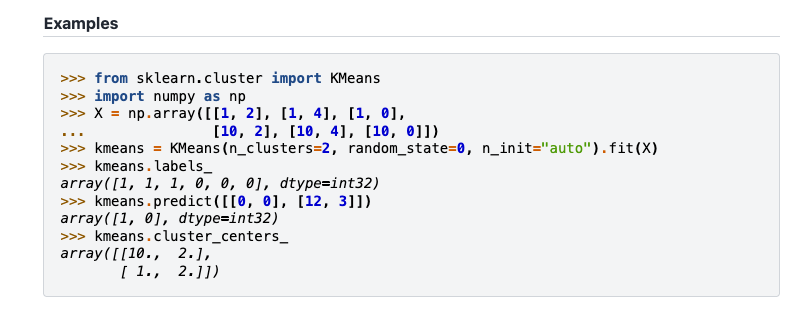 Examples
>>> from sklearn.cluster import KMeans
>>> import numpy as np
>>> X = np.array([[1, 2], [1, 4], [1, 0],
...               [10, 2], [10, 4], [10, 0]])
>>> kmeans = KMeans(n_clusters=2, random_state=0, n_init="auto").fit(X)
>>> kmeans.labels_
array([1, 1, 1, 0, 0, 0], dtype=int32)
>>> kmeans.predict([[0, 0], [12, 3]])
array([1, 0], dtype=int32)
>>> kmeans.cluster_centers_
array([[10.,  2.],
       [ 1.,  2.]])